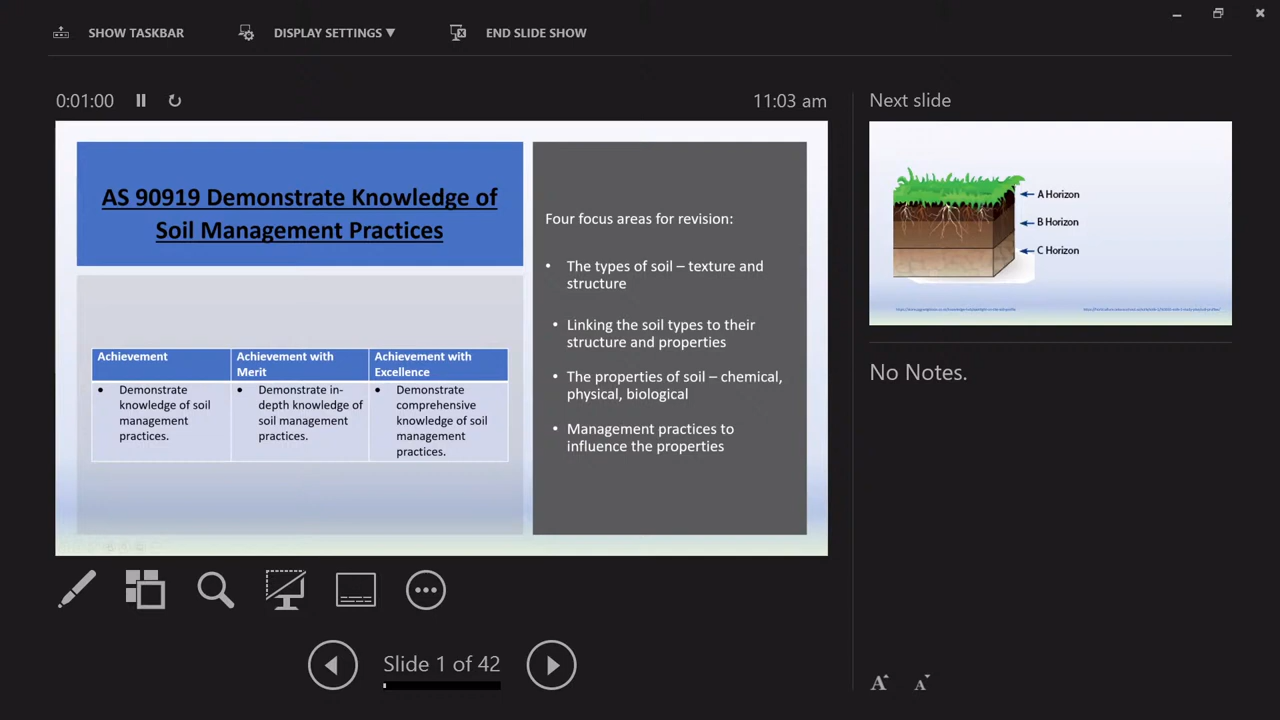 SHOW TASKBAR
DISPLAY SETTINGS ▼
END SLIDE SHOW
0:01:00
11:03 am
AS 90919 Demonstrate Knowledge of
Soil Management Practices
Achievement
Achievement with
Merit
Achievement with
Excellence
• Demonstrate
knowledge of soil
management
practices.
• Demonstrate in-
depth knowledge of
soil management
practices.
• Demonstrate
comprehensive
knowledge of soil
management
practices.
Four focus areas for revision:
• The types of soil – texture and
structure
• Linking the soil types to their
structure and properties
• The properties of soil – chemical,
physical, biological
• Management practices to
influence the properties
Slide 1 of 42
Next slide
A Horizon
B Horizon
C Horizon
No Notes.
A
A